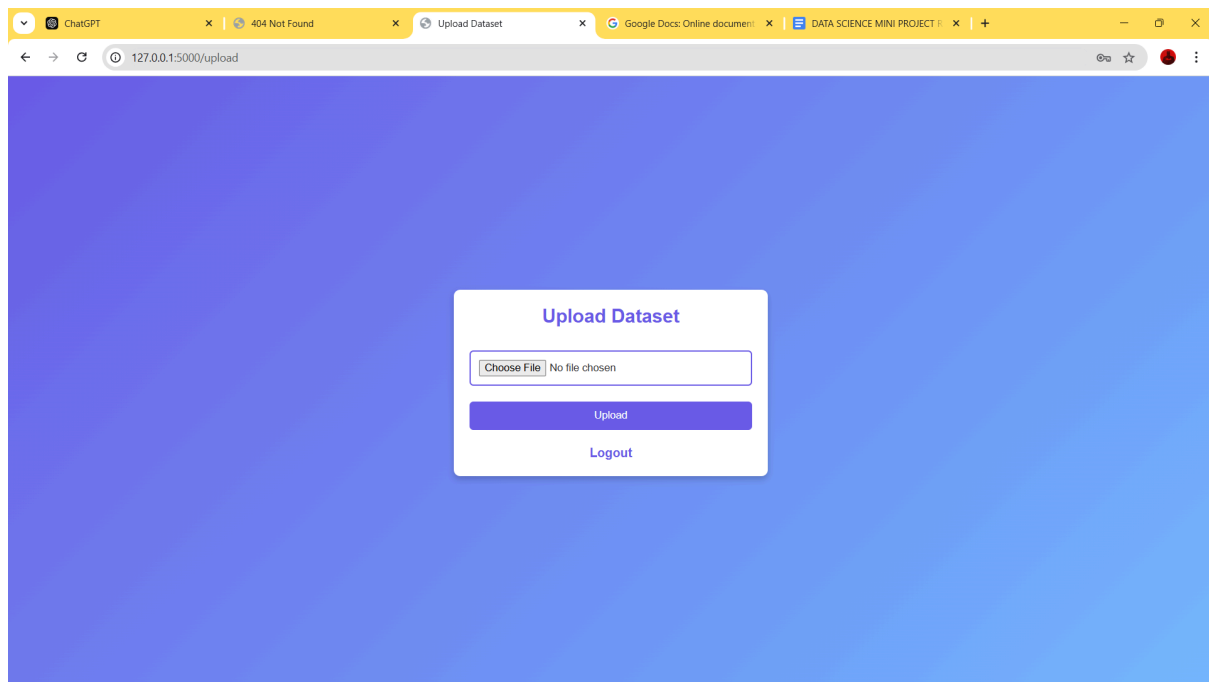 ChatGPT
404 Not Found
Upload Dataset
Google Docs: Online document
DATA SCIENCE MINI PROJECT R
127.0.0.1:5000/upload
Upload Dataset
Choose File No file chosen
Upload
Logout